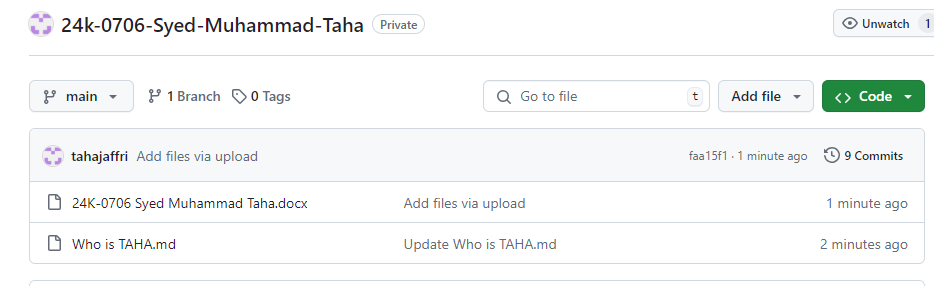 24k-0706-Syed-Muhammad-Taha Private Unwatch 1
main 1 Branch 0 Tags Go to file t Add file Code
tahajaffri Add files via upload faa15f1 · 1 minute ago 9 Commits
24K-0706 Syed Muhammad Taha.docx Add files via upload 1 minute ago
Who is TAHA.md Update Who is TAHA.md 2 minutes ago